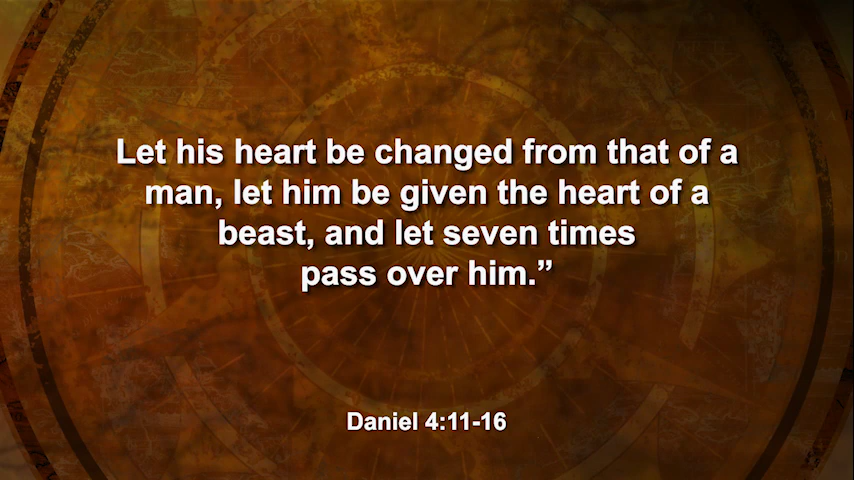 Let his heart be changed from that of a
man, let him be given the heart of a
beast, and let seven times
pass over him.”
Daniel 4:11-16